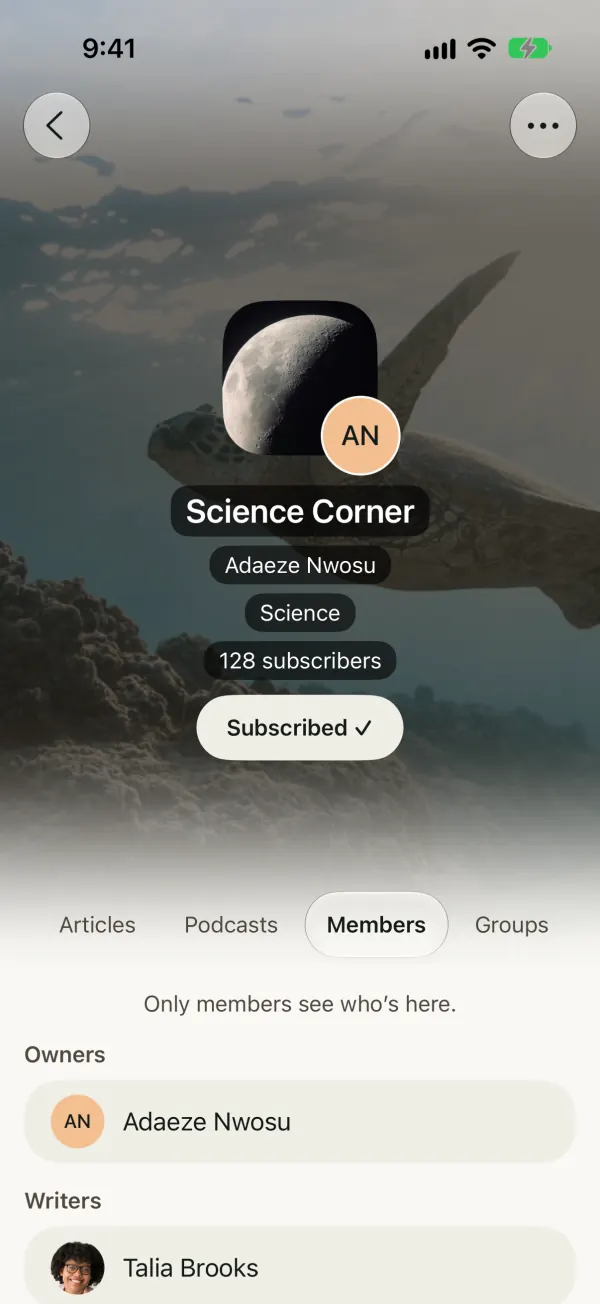 9:41
AN
Science Corner
Adaeze Nwosu
Science
128 subscribers
Subscribed ✓
Articles Podcasts Members Groups
Only members see who’s here.
Owners
AN Adaeze Nwosu
Writers
Talia Brooks